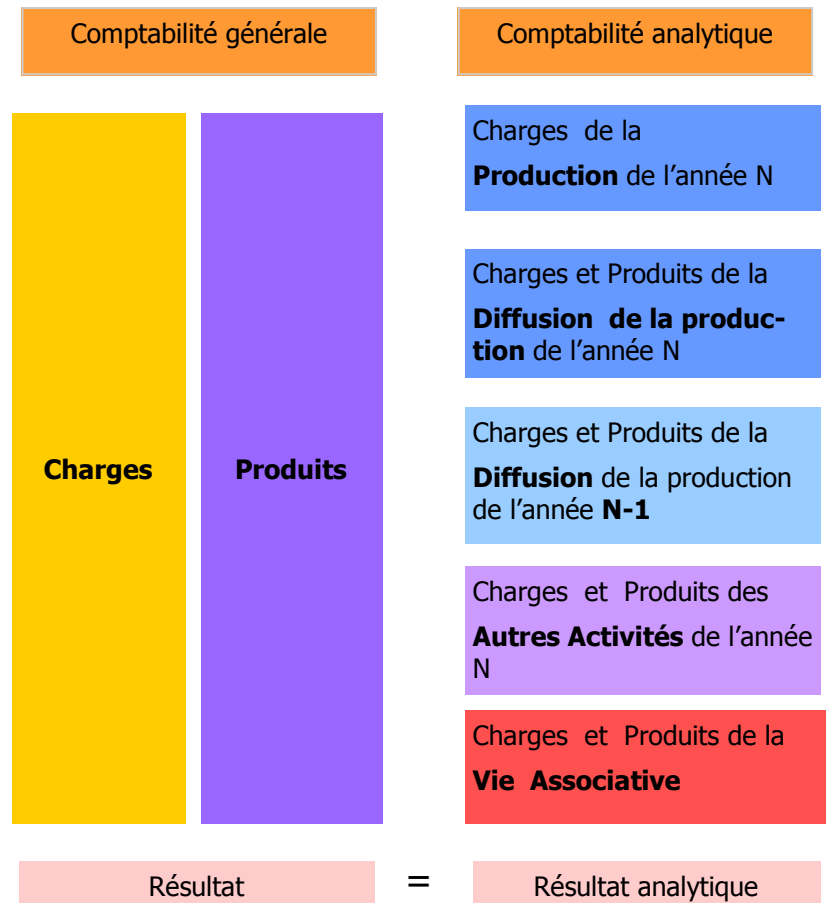 Comptabilité générale
Comptabilité analytique
Charges
Produits
Charges de la
Production de l’année N
Charges et Produits de la
Diffusion de la produc-
tion de l’année N
Charges et Produits de la
Diffusion de la production
de l’année N-1
Charges et Produits des
Autres Activités de l’année
N
Charges et Produits de la
Vie Associative
Résultat
=
Résultat analytique